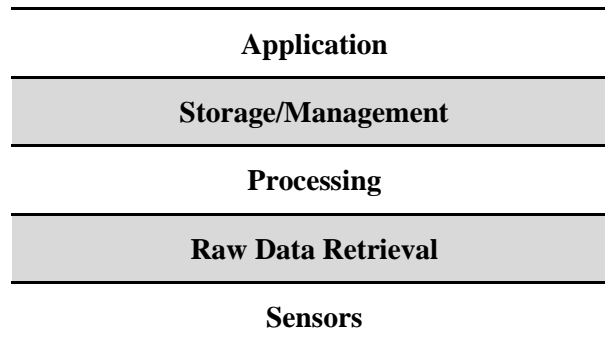 Application
Storage/Management
Processing
Raw Data Retrieval
Sensors